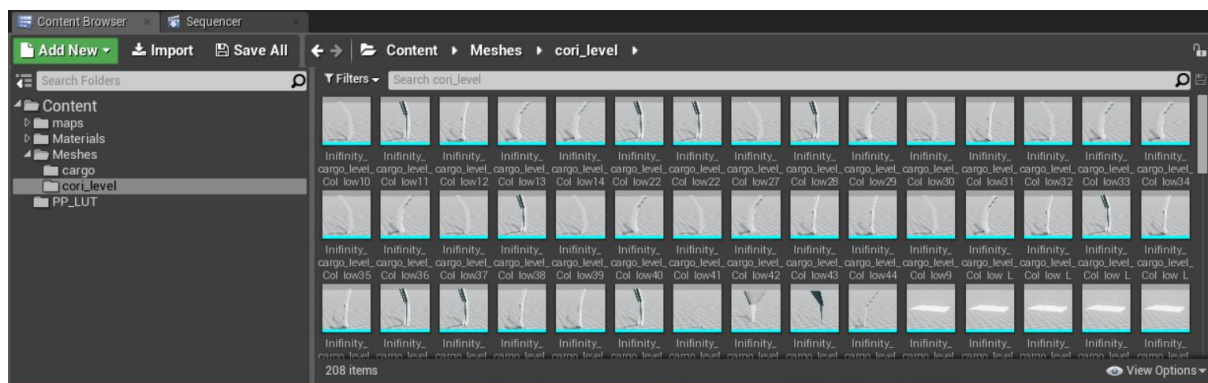 Content Browser Sequencer
Add New Import Save All Content Meshes cori_level
Search Folders Filters Search cori_level
Content
maps
Materials
Meshes
cargo
cori_level
PP_LUT
Inifinity_ Inifinity_ Inifinity_ Inifinity_ Inifinity_ Inifinity_ Inifinity_ Inifinity_ Inifinity_ Inifinity_ Inifinity_ Inifinity_ Inifinity_ Inifinity_ Inifinity_
cargo_level_ cargo_level_ cargo_level_ cargo_level_ cargo_level_ cargo_level_ cargo_level_ cargo_level_ cargo_level_ cargo_level_ cargo_level_ cargo_level_ cargo_level_ cargo_level_ cargo_level_
Col low10 Col low11 Col low12 Col low13 Col low14 Col low22 Col low22 Col low27 Col low28 Col low29 Col low30 Col low31 Col low32 Col low33 Col low34
Inifinity_ Inifinity_ Inifinity_ Inifinity_ Inifinity_ Inifinity_ Inifinity_ Inifinity_ Inifinity_ Inifinity_ Inifinity_ Inifinity_ Inifinity_ Inifinity_ Inifinity_
cargo_level_ cargo_level_ cargo_level_ cargo_level_ cargo_level_ cargo_level_ cargo_level_ cargo_level_ cargo_level_ cargo_level_ cargo_level_ cargo_level_ cargo_level_ cargo_level_ cargo_level_
Col low35 Col low36 Col low37 Col low38 Col low39 Col low40 Col low41 Col low42 Col low43 Col low44 Col low9 Col low L Col low L Col low L Col low L
Inifinity_ Inifinity_ Inifinity_ Inifinity_ Inifinity_ Inifinity_ Inifinity_ Inifinity_ Inifinity_ Inifinity_ Inifinity_ Inifinity_ Inifinity_ Inifinity_ Inifinity_
208 items View Options